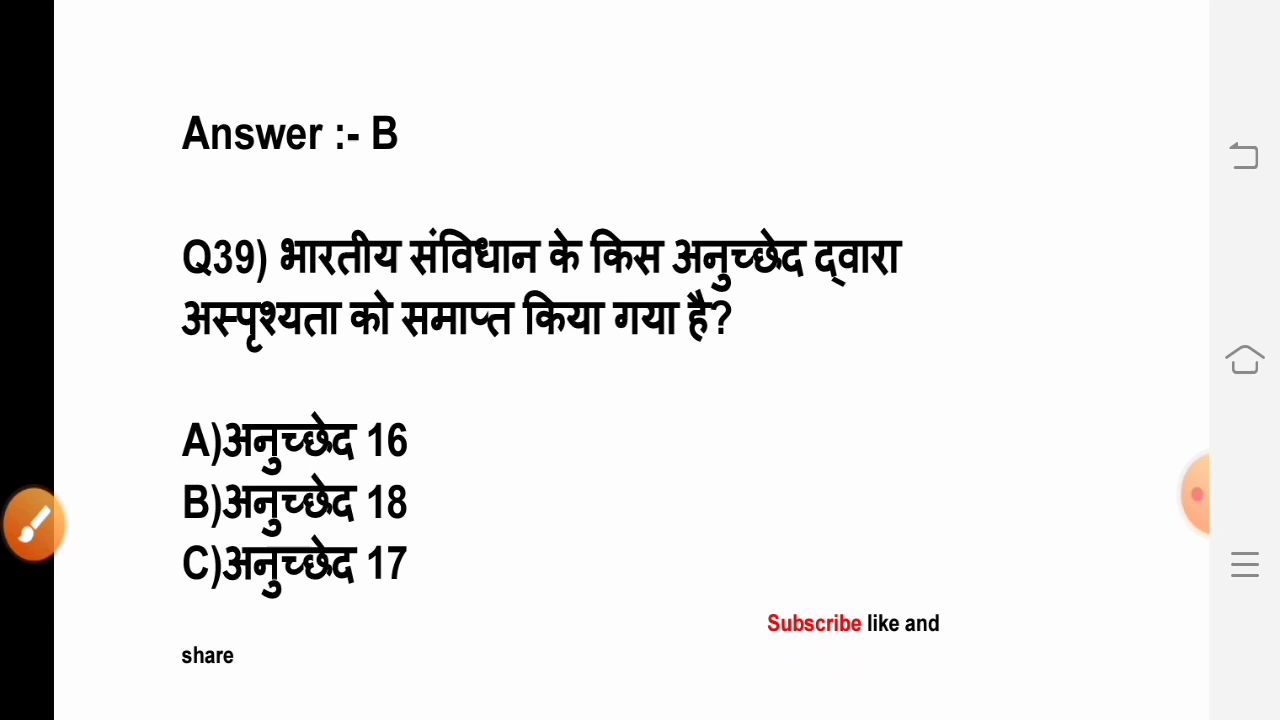 Answer :- B
Q39) भारतीय संविधान के किस अनुच्छेद द्वारा
अस्पृश्यता को समाप्त किया गया है?
A)अनुच्छेद 16
B)अनुच्छेद 18
C)अनुच्छेद 17
Subscribe like and
share